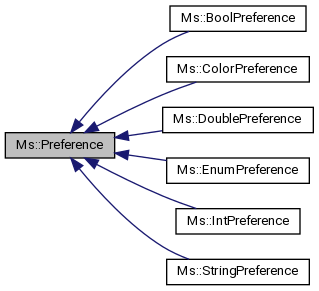 Ms::BoolPreference
Ms::ColorPreference
Ms::DoublePreference
Ms::Preference
Ms::EnumPreference
Ms::IntPreference
Ms::StringPreference